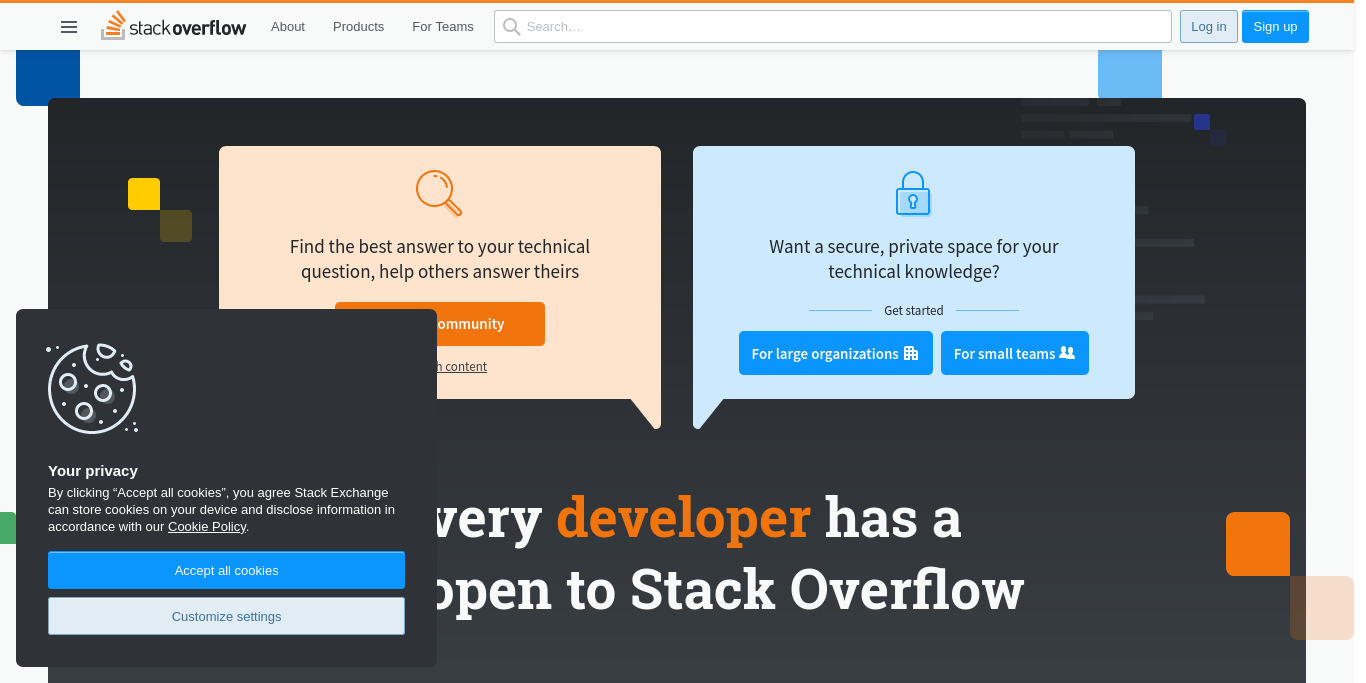 stackoverflow
About
Products
For Teams
Search…
Log in
Sign up
Find the best answer to your technical
question, help others answer theirs
ommunity
content
Want a secure, private space for your
technical knowledge?
Get started
For large organizations
For small teams
very developer has a
open to Stack Overflow
Your privacy
By clicking “Accept all cookies”, you agree Stack Exchange
can store cookies on your device and disclose information in
accordance with our Cookie Policy.
Accept all cookies
Customize settings